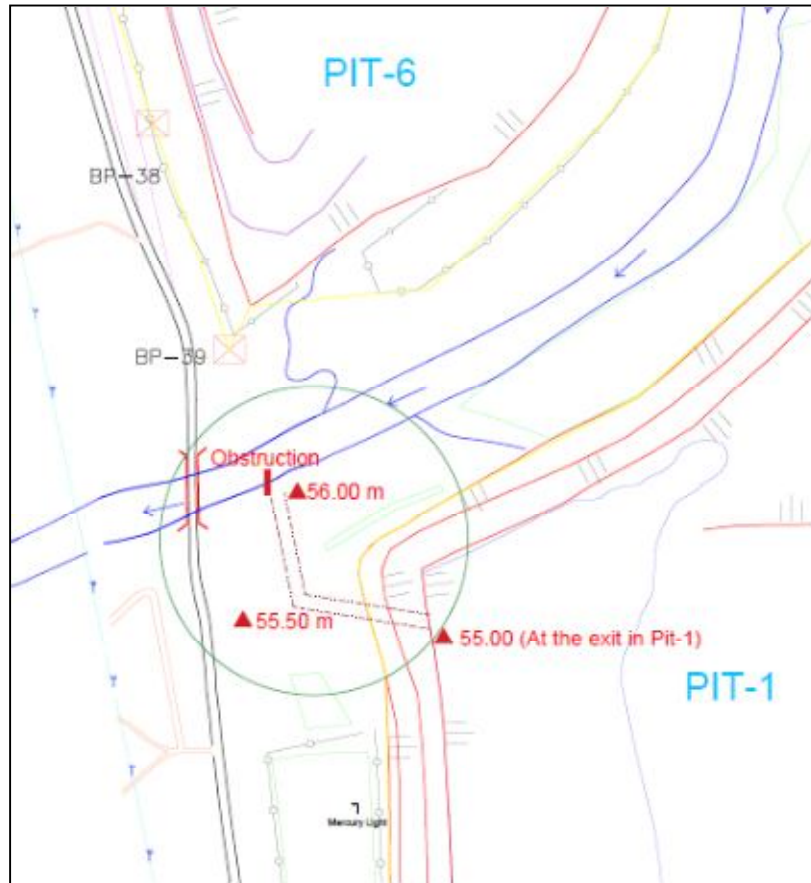 PIT-6
BP-38
BP-39
Obstruction
56.00 m
55.50 m
55.00 (At the exit in Pit-1)
PIT-1
Mercury Light